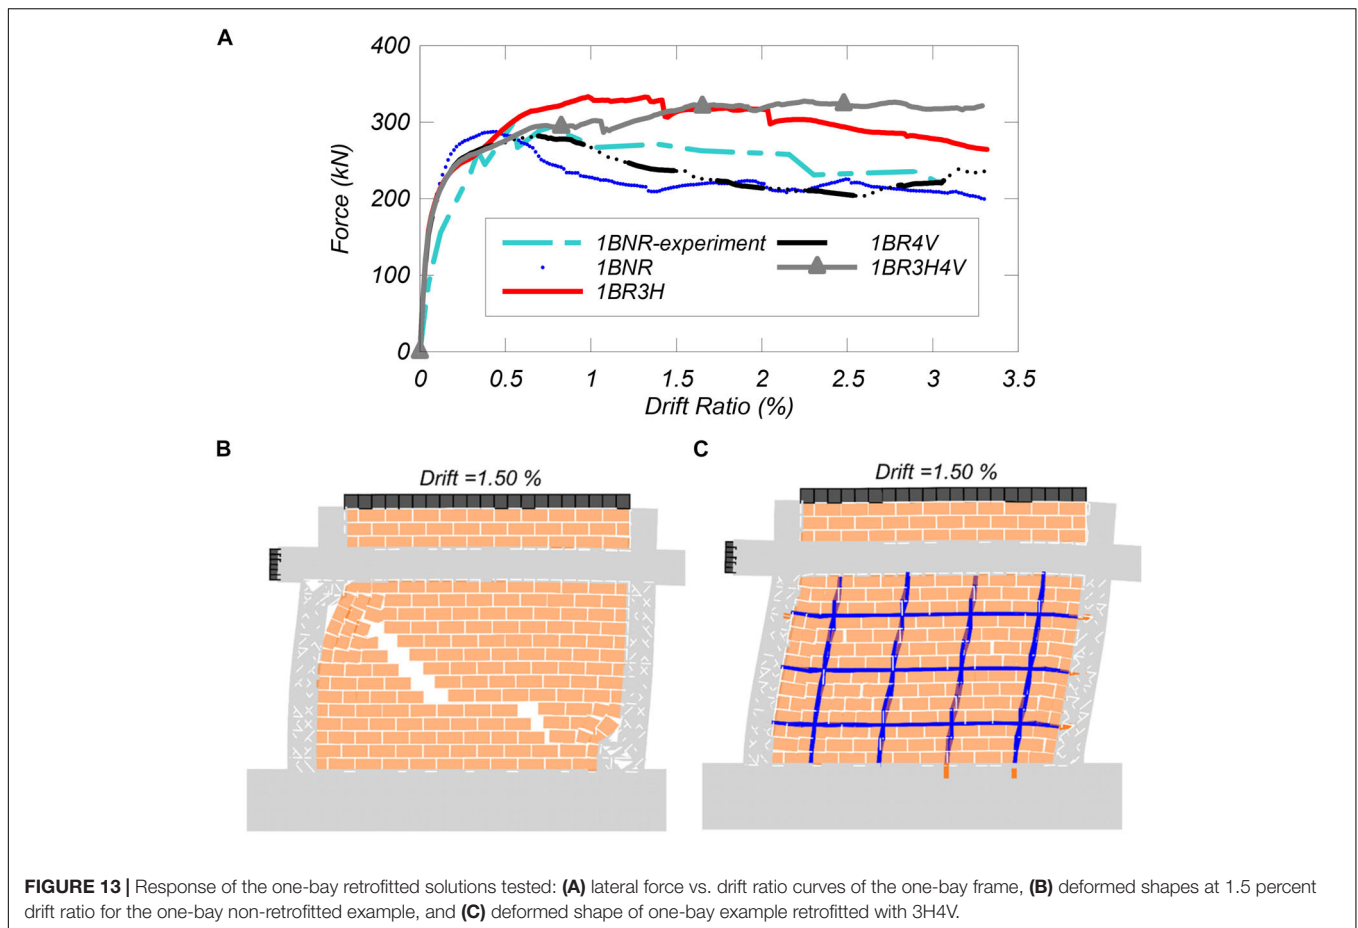 A
Force (kN)
400
300
200
100
0
0 0.5 1 1.5 2 2.5 3 3.5
Drift Ratio (%)
1BNR-experiment
1BNR
1BR3H
1BR4V
1BR3H4V
B
Drift =1.50 %
C
Drift =1.50 %
FIGURE 13 | Response of the one-bay retrofitted solutions tested: (A) lateral force vs. drift ratio curves of the one-bay frame, (B) deformed shapes at 1.5 percent
drift ratio for the one-bay non-retrofitted example, and (C) deformed shape of one-bay example retrofitted with 3H4V.